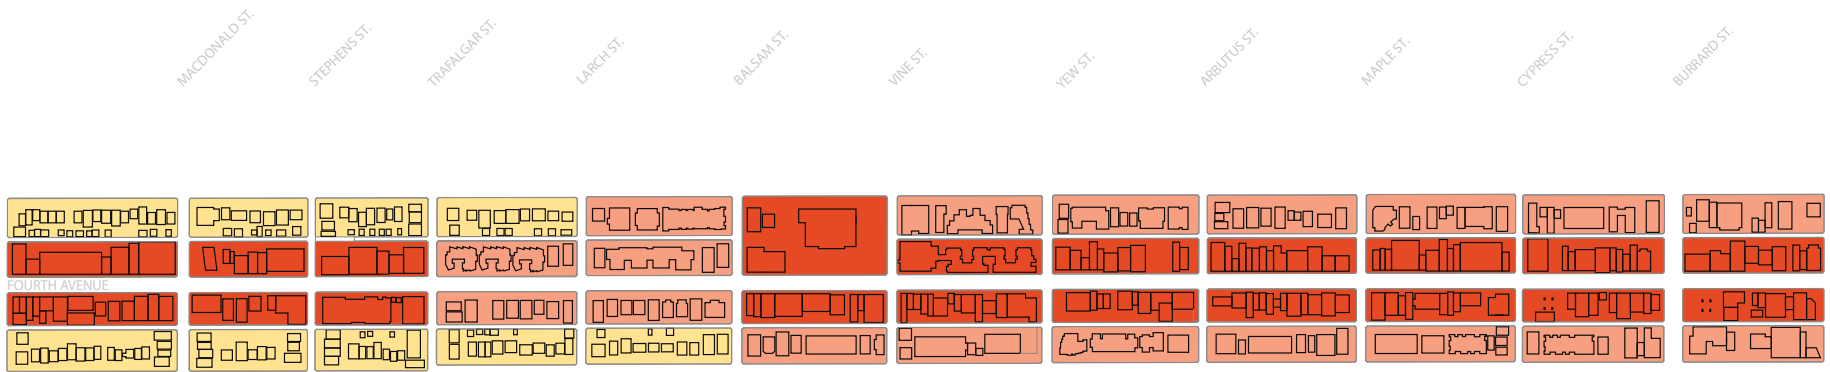 MACDONALD ST.
STEPHENS ST.
TRAFALGAR ST.
LARCH ST.
BALSAM ST.
VINE ST.
YEW ST.
ARBUTUS ST.
MAPLE ST.
CYPRESS ST.
BURRARD ST.
FOURTH AVENUE